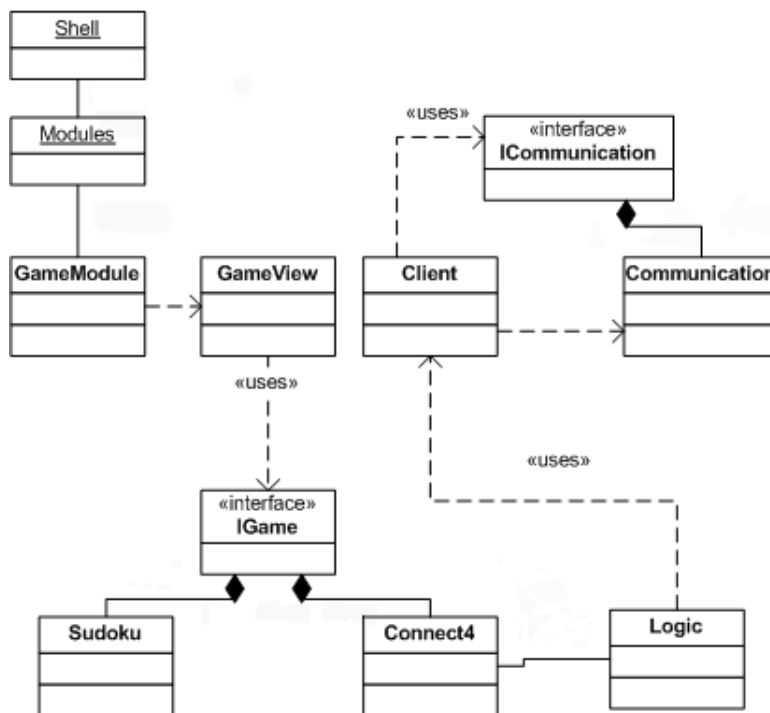 Shell
«uses»
«interface»
ICommunication
Modules
GameModule
GameView
Client
Communication
«uses»
«uses»
«interface»
IGame
Sudoku
Connect4
Logic